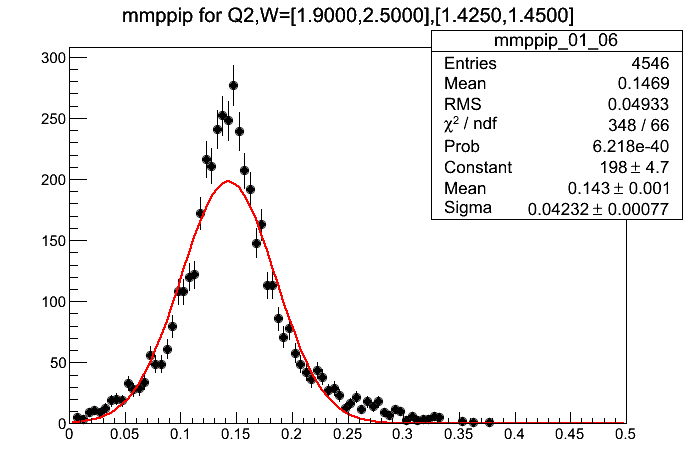 mmppip for Q2,W=[1.9000,2.5000],[1.4250,1.4500]
mmppip_01_06
Entries 4546
Mean 0.1469
RMS 0.04933
χ² / ndf 348 / 66
Prob 6.218e-40
Constant 198 ± 4.7
Mean 0.143 ± 0.001
Sigma 0.04232 ± 0.00077
300
250
200
150
100
50
0
0 0.05 0.1 0.15 0.2 0.25 0.3 0.35 0.4 0.45 0.5